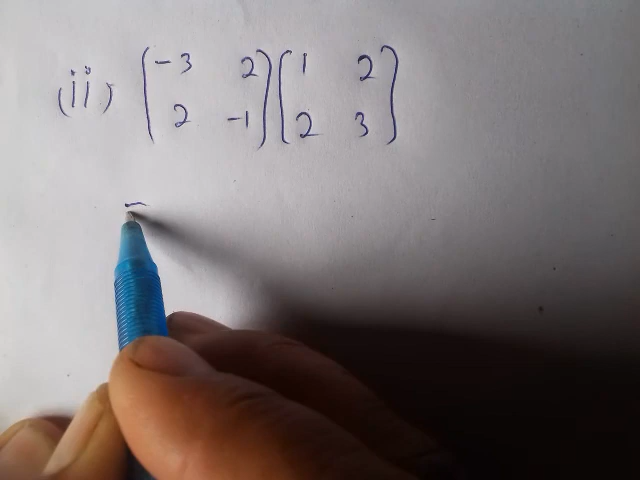 (ii) (-3 2) (1 2)
2 -1 2 3
-